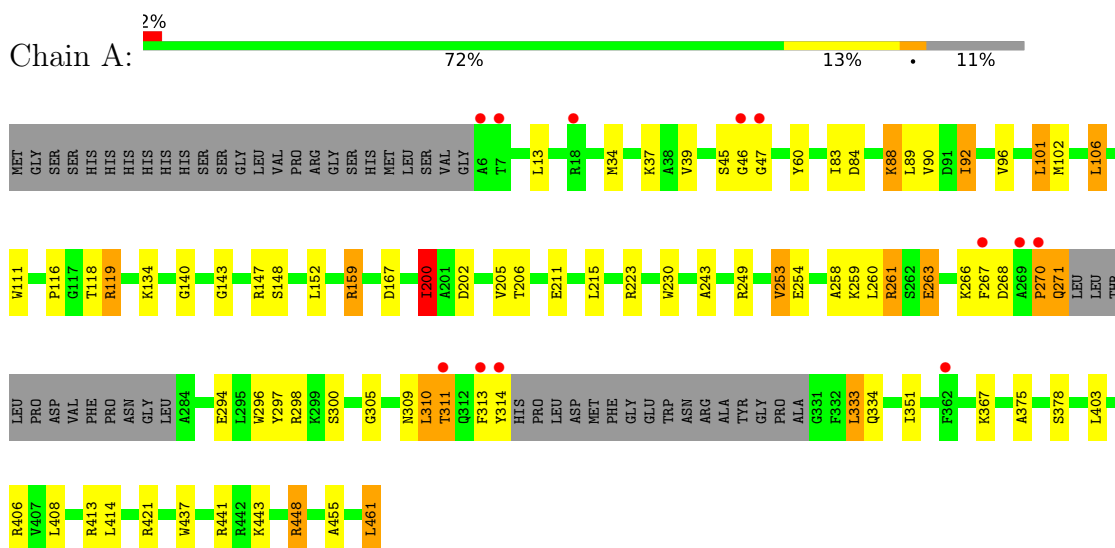 2%
Chain A:
72% 13% • 11%
MET GLY SER SER HIS HIS HIS HIS HIS HIS SER SER GLY LEU VAL PRO ARG GLY SER HIS MET LEU SER VAL GLY A6 T7 L13 R18 M34 K37 A38 V39 S45 G46 G47 Y60 I83 D84 K88 L89 V90 D91 I92 V96 L101 M102 L106
W111 P116 G117 T118 R119 K134 G140 G143 R147 S148 L152 R159 D167 I200 A201 D202 V205 T206 E211 L215 R223 W230 A243 R249 V253 E254 A258 K259 L260 R261 S262 E263 K266 F267 D268 A269 P270 Q271 LEU LEU THR
LEU PRO ASP VAL PHE PRO ASN GLY LEU A284 E294 L295 W296 Y297 R298 K299 S300 G305 N309 L310 T311 Q312 F313 Y314 HIS PRO LEU ASP MET PHE GLY GLU TRP ASN ARG ALA TYR GLY PRO ALA G331 F332 L333 Q334 I351 F362 K367 A375 S378 L403
R406 V407 L408 R413 L414 R421 W437 R441 R442 K443 R448 A455 L461